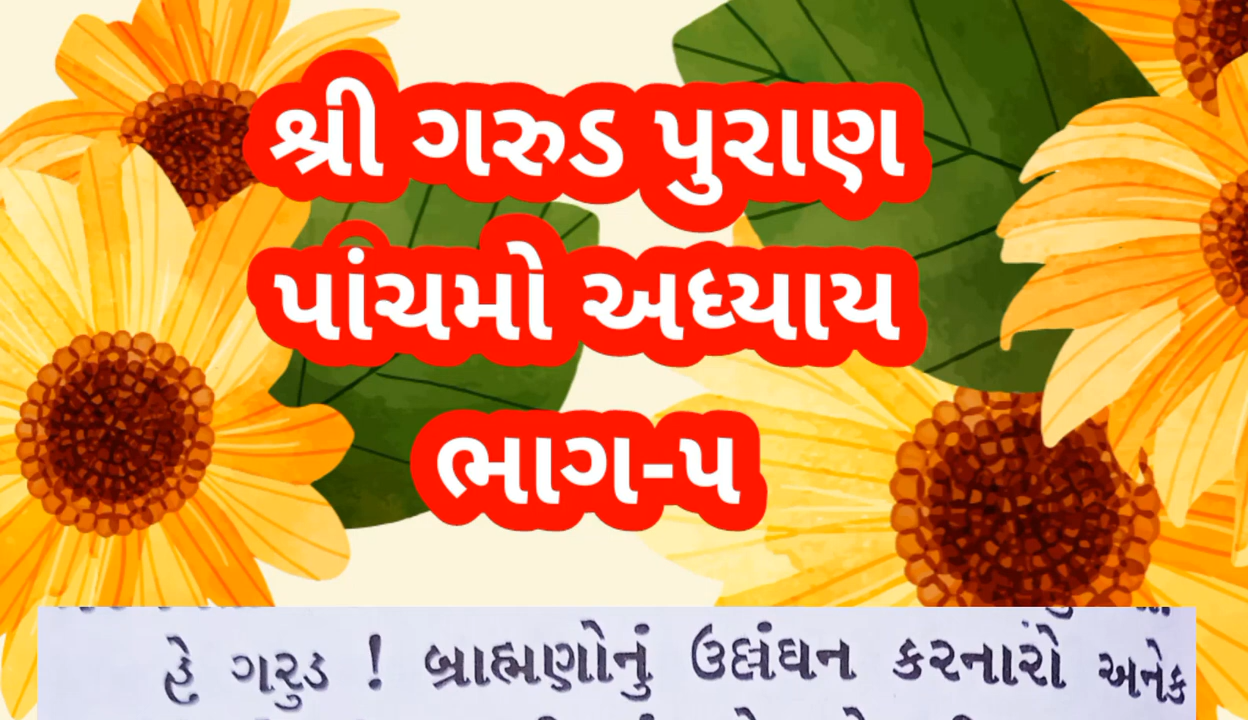 શ્રી ગરુડ પુરાણ
પાંચમો અધ્યાય
ભાગ-૫
હે ગરુડ ! બ્રાહ્મણોનું ઉલ્લંઘન કરનારો અનેક